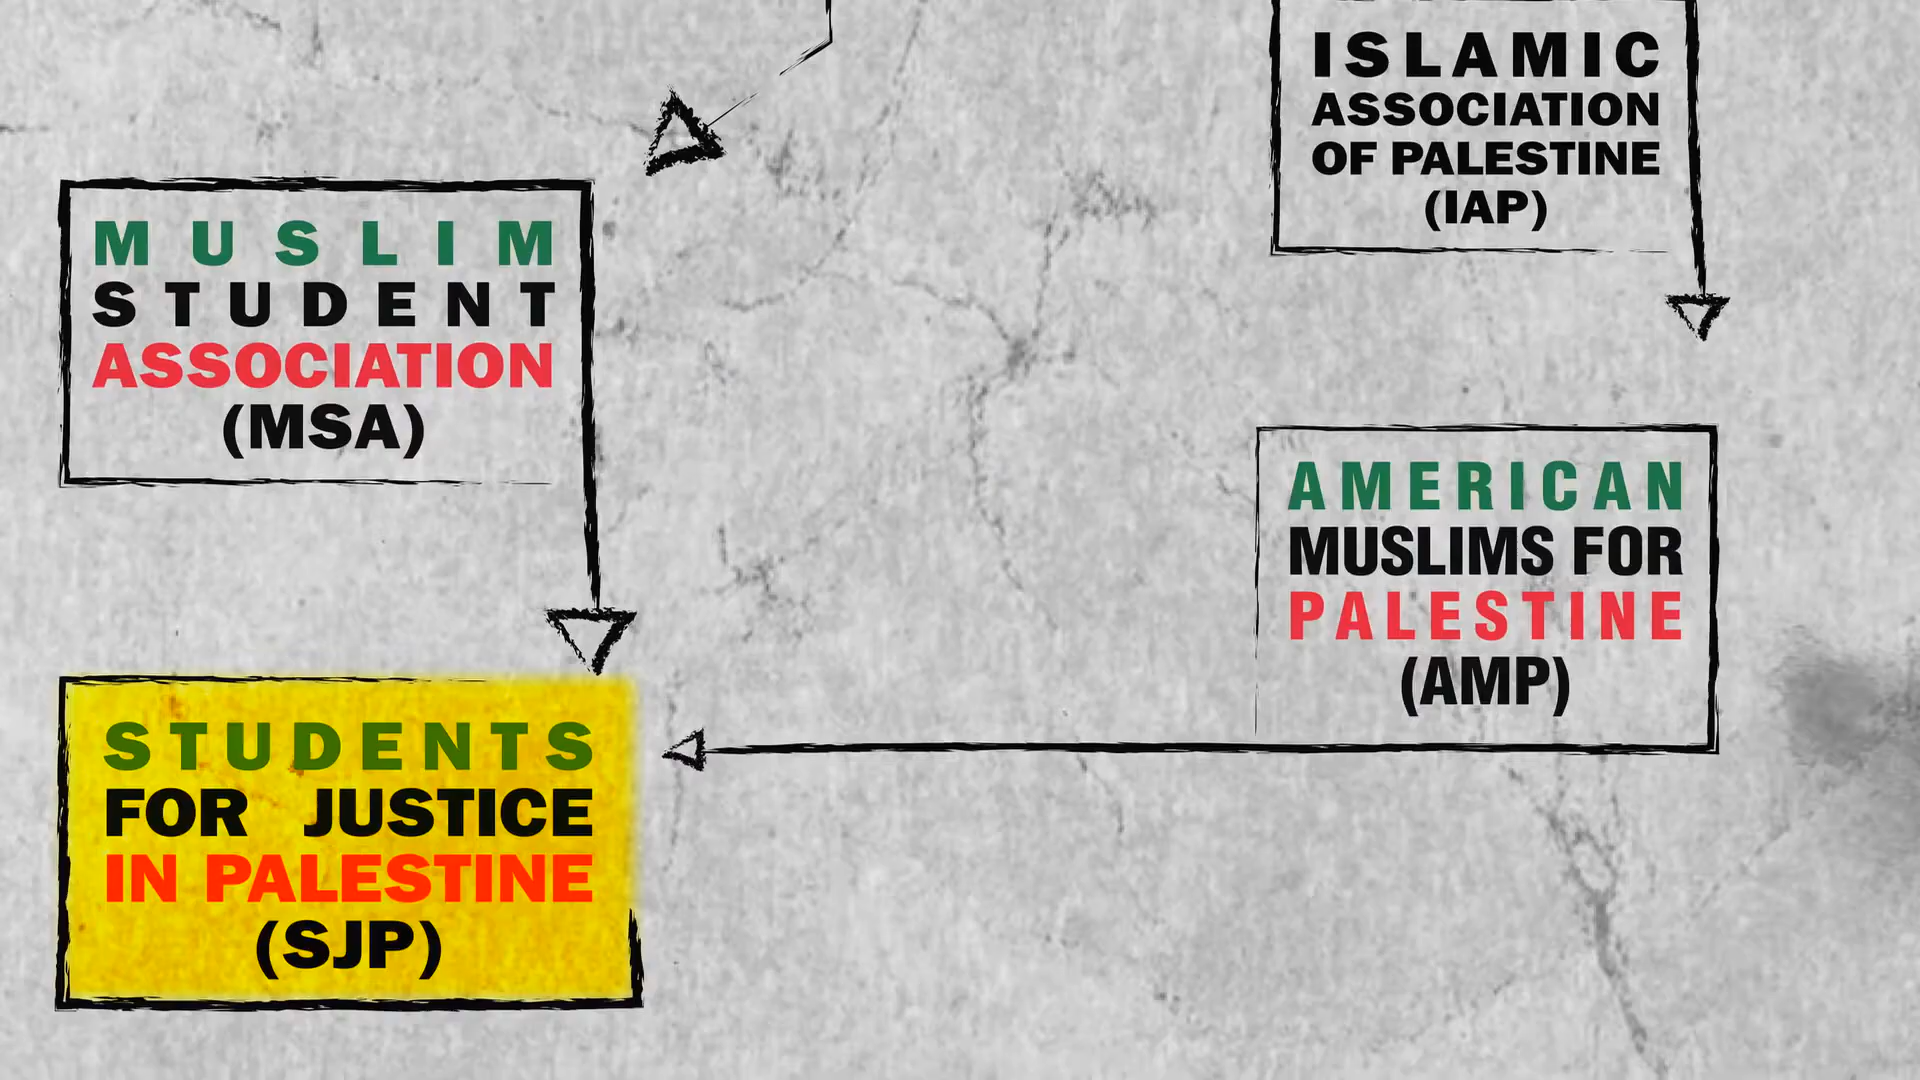 ISLAMIC
ASSOCIATION
OF PALESTINE
(IAP)
MUSLIM
STUDENT
ASSOCIATION
(MSA)
AMERICAN
MUSLIMS FOR
PALESTINE
(AMP)
STUDENTS
FOR JUSTICE
IN PALESTINE
(SJP)